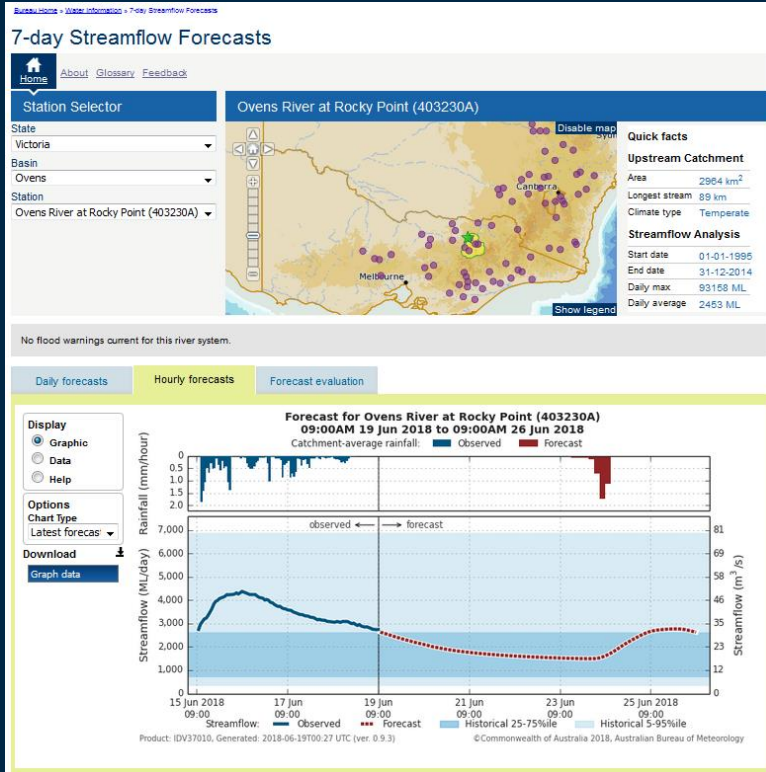 Bureau Home » Water Information » 7-day Streamflow Forecasts
7-day Streamflow Forecasts
Home About Glossary Feedback
Station Selector
State
Victoria
Basin
Ovens
Station
Ovens River at Rocky Point (403230A)
Ovens River at Rocky Point (403230A)
Disable map
Canberra
Melbourne
Show legend
Quick facts
Upstream Catchment
Area 2964 km²
Longest stream 89 km
Climate type Temperate
Streamflow Analysis
Start date 01-01-1995
End date 31-12-2014
Daily max 93158 ML
Daily average 2453 ML
No flood warnings current for this river system.
Daily forecasts Hourly forecasts Forecast evaluation
Display
Graphic
Data
Help
Options
Chart Type
Latest forecas
Download
Graph data
Forecast for Ovens River at Rocky Point (403230A)
09:00AM 19 Jun 2018 to 09:00AM 26 Jun 2018
Catchment-average rainfall: Observed Forecast
Rainfall (mm/hour)
0
0.5
1.0
1.5
2.0
observed ← → forecast
Streamflow (ML/day)
7,000
6,000
5,000
4,000
3,000
2,000
1,000
0
81
69
58
46
35
23
12
0
Streamflow (m³/s)
15 Jun 2018 17 Jun 19 Jun 21 Jun 23 Jun 25 Jun 2018
09:00 09:00 09:00 09:00 09:00 09:00
Streamflow: Observed Forecast Historical 25-75%ile Historical 5-95%ile
Product: IDV37010, Generated: 2018-06-19T00:27 UTC (ver. 0.9.3) ©Commonwealth of Australia 2018, Australian Bureau of Meteorology